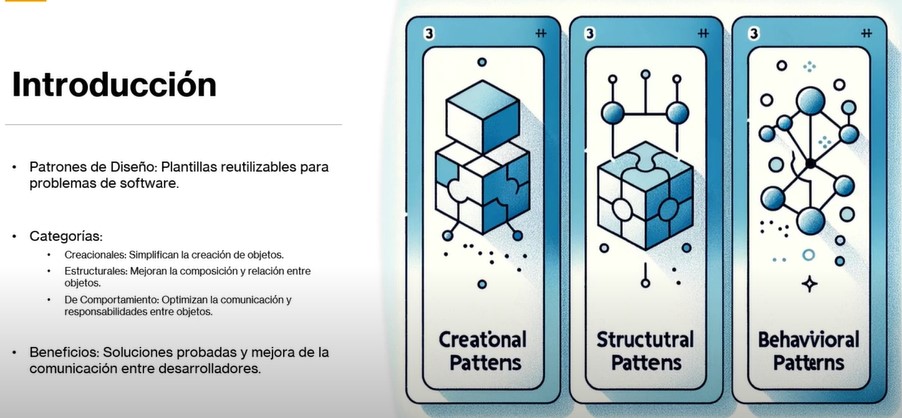 Introducción
• Patrones de Diseño: Plantillas reutilizables para
problemas de software.
• Categorías:
• Creacionales: Simplifican la creación de objetos.
• Estructurales: Mejoran la composición y relación entre
objetos.
• De Comportamiento: Optimizan la comunicación y
responsabilidades entre objetos.
• Beneficios: Soluciones probadas y mejora de la
comunicación entre desarrolladores.
3
Creational
Pattens
3
Structutral
Pattens
3
Behavvioral
Patterns